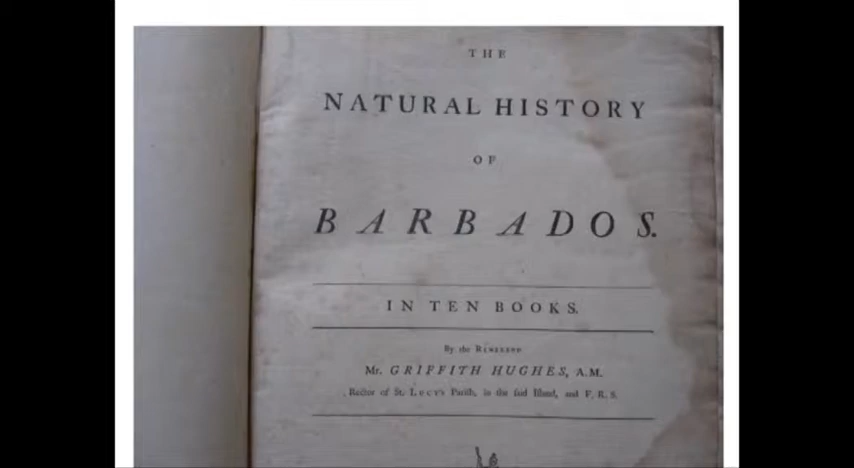 THE
NATURAL HISTORY
OF
BARBADOS.
IN TEN BOOKS.
By the REVEREND
Mr. GRIFFITH HUGHES, A.M.
Rector of St. LUCY's Parish, in the said Island, and F. R. S.